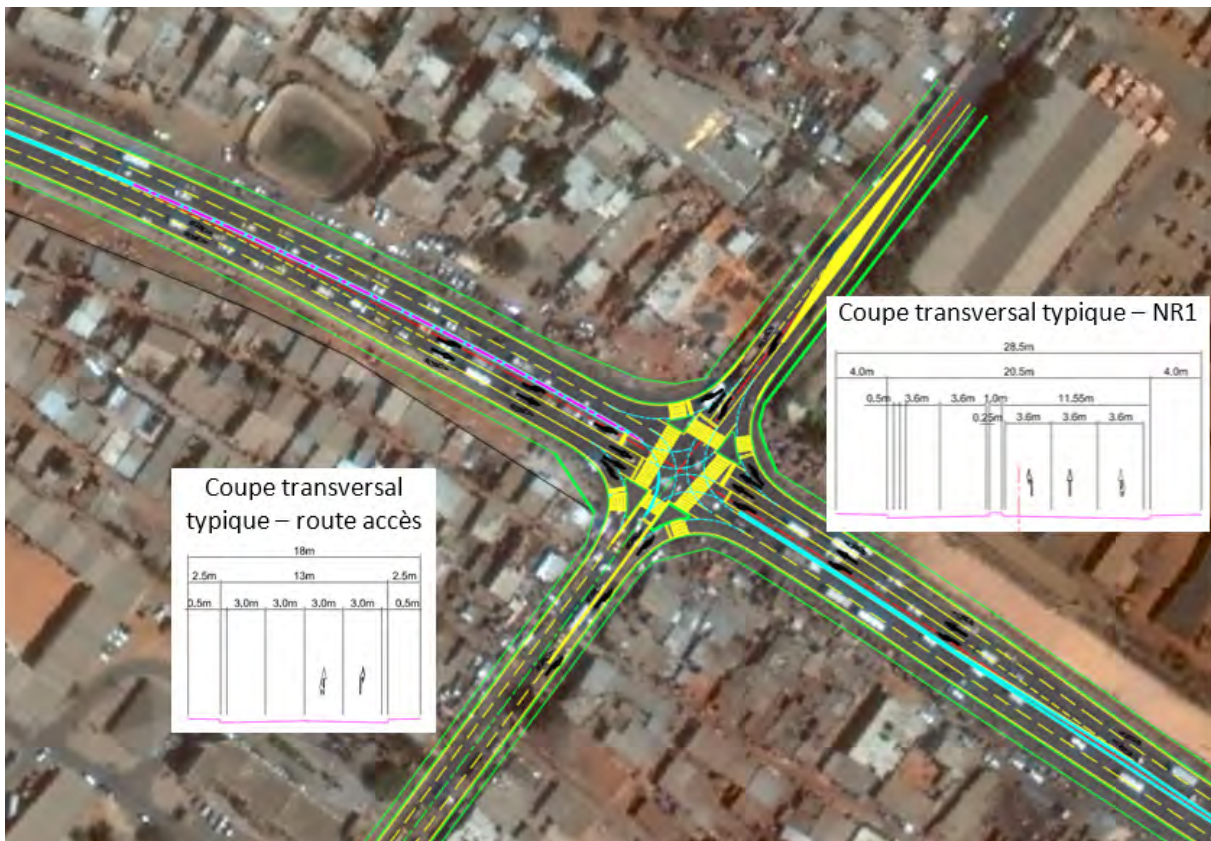 Coupe transversal typique – NR1
28.5m
4.0m 20.5m 4.0m
0.5m 3.6m 3.6m 1.0m 11.55m
0.25m 3.6m 3.6m 3.6m
Coupe transversal
typique – route accès
18m
2.5m 13m 2.5m
0.5m 3.0m 3.0m 3.0m 3.0m 0.5m